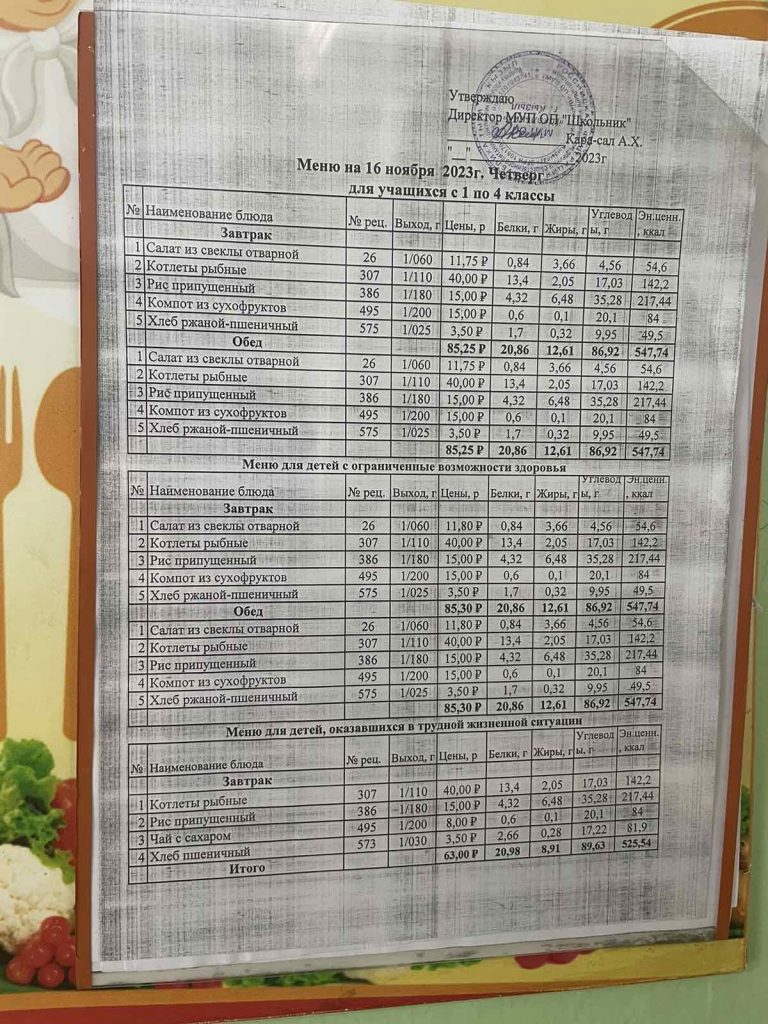 Утверждаю
Директор МУП ОП "Школьник"
Кара-сал А.Х.
"__" 2023г
Меню на 16 ноября 2023г. Четверг
для учащихся с 1 по 4 классы
№ Наименование блюда № рец. Выход, г Цены, р Белки, г Жиры, г Углеводы, г Эн.ценн., ккал
Завтрак
1 Салат из свеклы отварной 26 1/060 11,75 ₽ 0,84 3,66 4,56 54,6
2 Котлеты рыбные 307 1/110 40,00 ₽ 13,4 2,05 17,03 142,2
3 Рис припущенный 386 1/180 15,00 ₽ 4,32 6,48 35,28 217,44
4 Компот из сухофруктов 495 1/200 15,00 ₽ 0,6 0,1 20,1 84
5 Хлеб ржаной-пшеничный 575 1/025 3,50 ₽ 1,7 0,32 9,95 49,5
Обед 85,25 ₽ 20,86 12,61 86,92 547,74
1 Салат из свеклы отварной 26 1/060 11,75 ₽ 0,84 3,66 4,56 54,6
2 Котлеты рыбные 307 1/110 40,00 ₽ 13,4 2,05 17,03 142,2
3 Рис припущенный 386 1/180 15,00 ₽ 4,32 6,48 35,28 217,44
4 Компот из сухофруктов 495 1/200 15,00 ₽ 0,6 0,1 20,1 84
5 Хлеб ржаной-пшеничный 575 1/025 3,50 ₽ 1,7 0,32 9,95 49,5
85,25 ₽ 20,86 12,61 86,92 547,74
Меню для детей с ограниченные возможности здоровья
№ Наименование блюда № рец. Выход, г Цены, р Белки, г Жиры, г Углеводы, г Эн.ценн., ккал
Завтрак
1 Салат из свеклы отварной 26 1/060 11,80 ₽ 0,84 3,66 4,56 54,6
2 Котлеты рыбные 307 1/110 40,00 ₽ 13,4 2,05 17,03 142,2
3 Рис припущенный 386 1/180 15,00 ₽ 4,32 6,48 35,28 217,44
4 Компот из сухофруктов 495 1/200 15,00 ₽ 0,6 0,1 20,1 84
5 Хлеб ржаной-пшеничный 575 1/025 3,50 ₽ 1,7 0,32 9,95 49,5
Обед 85,30 ₽ 20,86 12,61 86,92 547,74
1 Салат из свеклы отварной 26 1/060 11,80 ₽ 0,84 3,66 4,56 54,6
2 Котлеты рыбные 307 1/110 40,00 ₽ 13,4 2,05 17,03 142,2
3 Рис припущенный 386 1/180 15,00 ₽ 4,32 6,48 35,28 217,44
4 Компот из сухофруктов 495 1/200 15,00 ₽ 0,6 0,1 20,1 84
5 Хлеб ржаной-пшеничный 575 1/025 3,50 ₽ 1,7 0,32 9,95 49,5
85,30 ₽ 20,86 12,61 86,92 547,74
Меню для детей, оказавшихся в трудной жизненной ситуации
№ Наименование блюда № рец. Выход, г Цены, р Белки, г Жиры, г Углеводы, г Эн.ценн., ккал
Завтрак
1 Котлеты рыбные 307 1/110 40,00 ₽ 13,4 2,05 17,03 142,2
2 Рис припущенный 386 1/180 15,00 ₽ 4,32 6,48 35,28 217,44
3 Чай с сахаром 495 1/200 8,00 ₽ 0,6 0,1 20,1 84
4 Хлеб пшеничный 573 1/030 3,50 ₽ 2,66 0,28 17,22 81,9
Итого 63,00 ₽ 20,98 8,91 89,63 525,54